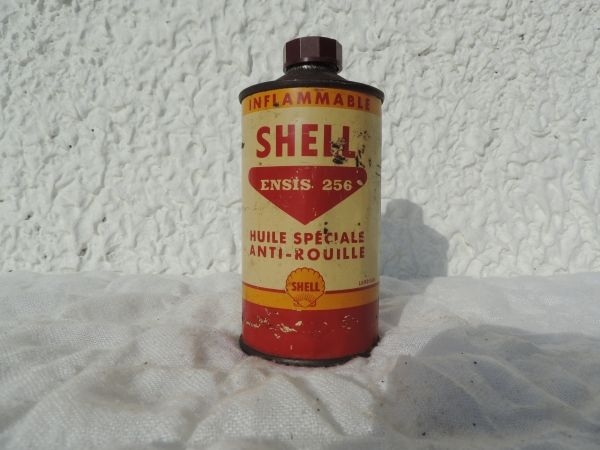 INFLAMMABLE
SHELL
ENSIS 256
HUILE SPÉCIALE
ANTI-ROUILLE
SHELL